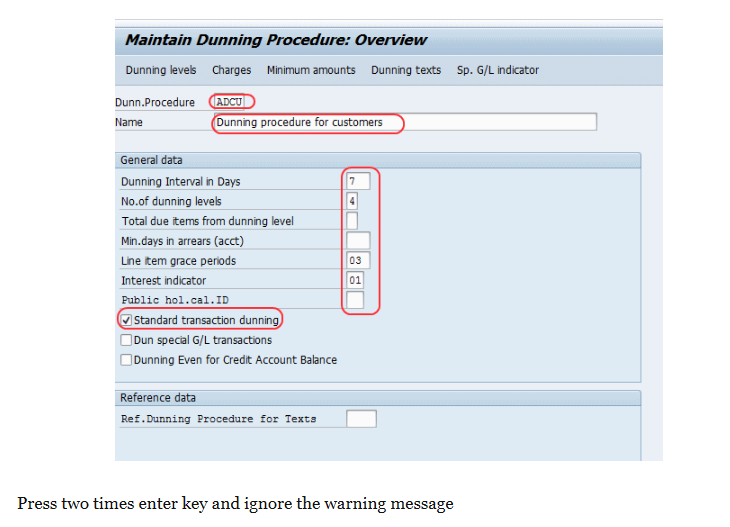 Maintain Dunning Procedure: Overview
Dunning levels Charges Minimum amounts Dunning texts Sp. G/L indicator
Dunn.Procedure ADCU
Name Dunning procedure for customers
General data
Dunning Interval in Days 7
No.of dunning levels 4
Total due items from dunning level
Min.days in arrears (acct)
Line item grace periods 03
Interest indicator 01
Public hol.cal.ID
Standard transaction dunning
Dun special G/L transactions
Dunning Even for Credit Account Balance
Reference data
Ref.Dunning Procedure for Texts
Press two times enter key and ignore the warning message